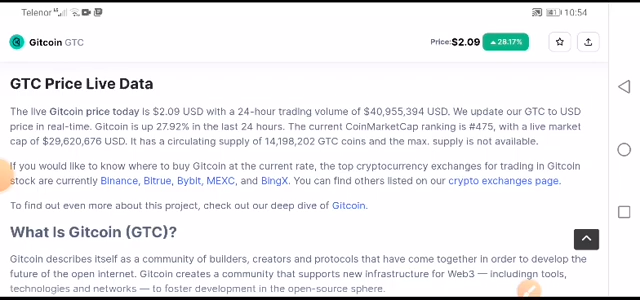 Telenor 10:54
Gitcoin GTC Price:$2.09 28.17%
GTC Price Live Data
The live Gitcoin price today is $2.09 USD with a 24-hour trading volume of $40,955,394 USD. We update our GTC to USD
price in real-time. Gitcoin is up 27.92% in the last 24 hours. The current CoinMarketCap ranking is #475, with a live market
cap of $29,620,676 USD. It has a circulating supply of 14,198,202 GTC coins and the max. supply is not available.
If you would like to know where to buy Gitcoin at the current rate, the top cryptocurrency exchanges for trading in Gitcoin
stock are currently Binance, Bitrue, Bybit, MEXC, and BingX. You can find others listed on our crypto exchanges page.
To find out even more about this project, check out our deep dive of Gitcoin.
What Is Gitcoin (GTC)?
Gitcoin describes itself as a community of builders, creators and protocols that have come together in order to develop the
future of the open internet. Gitcoin creates a community that supports new infrastructure for Web3 — includingn tools,
technologies and networks — to foster development in the open-source sphere.